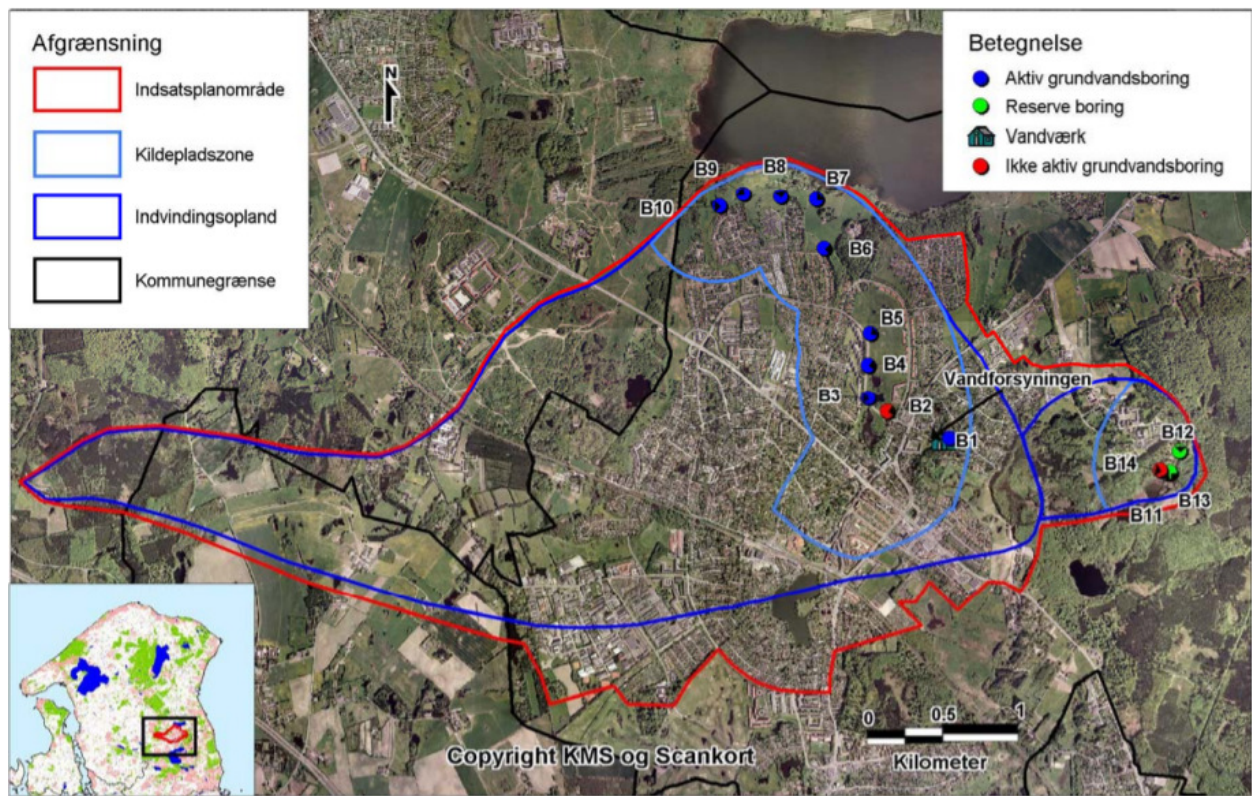 Afgrænsning
Indsatsplanområde
Kildepladszone
Indvindingsopland
Kommunegrænse
N
Betegnelse
Aktiv grundvandsboring
Reserve boring
Vandværk
Ikke aktiv grundvandsboring
B9
B8
B7
B10
B6
B5
B4
B3
B2
Vandforsyningen
B1
B12
B14
B13
B11
0 0.5 1
Kilometer
Copyright KMS og Scankort